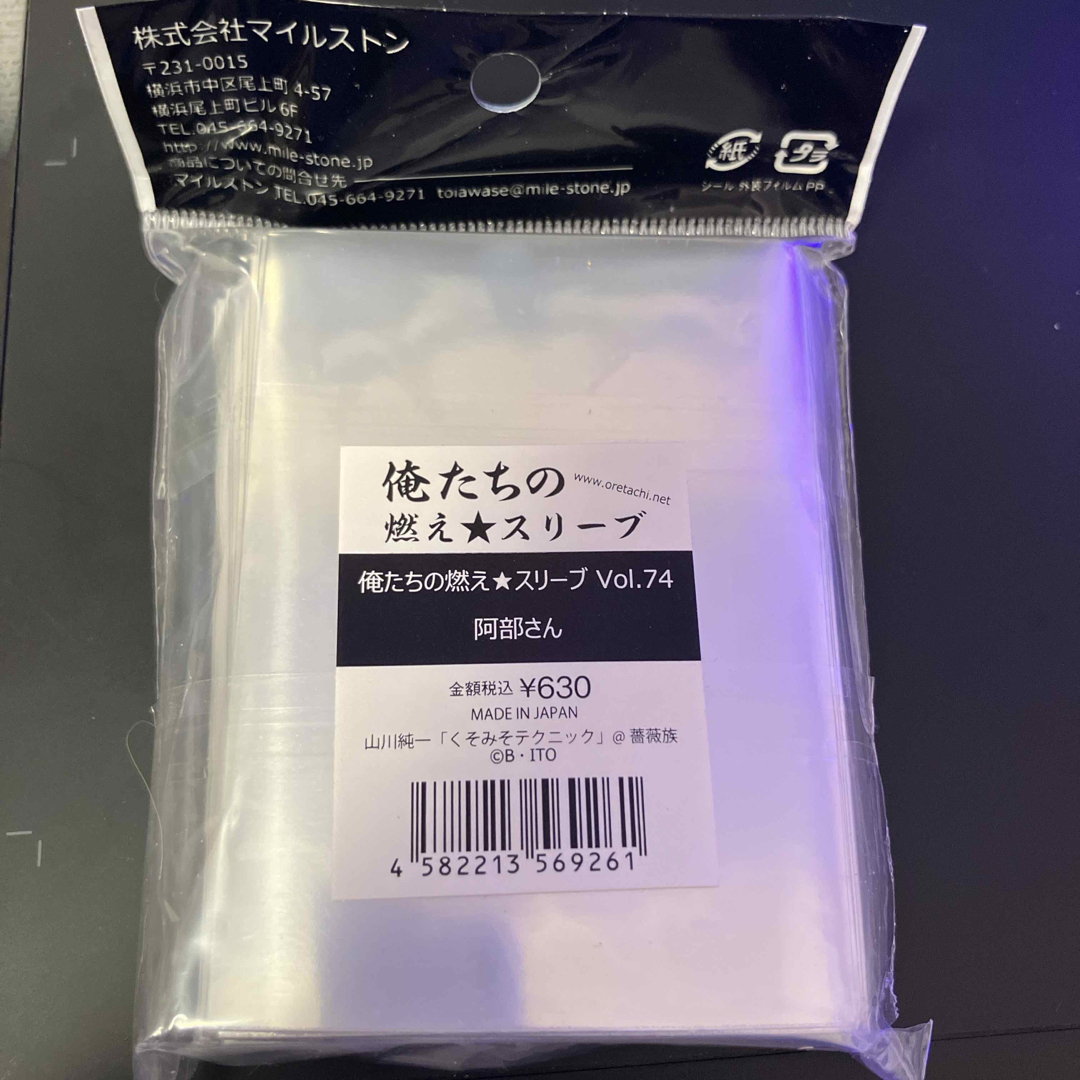 株式会社マイルストン
〒231-0015
横浜市中区尾上町 4-57
横浜尾上町ビル 6F
TEL.045-664-9271
http://www.mile-stone.jp
商品についての問合せ先
マイルストン TEL.045-664-9271 toiawase@mile-stone.jp
紙 プラ
シール 外装フィルム PP
俺たちの www.oretachi.net
燃え★スリーブ
俺たちの燃え★スリーブ Vol.74
阿部さん
金額税込 ¥630
MADE IN JAPAN
山川純一「くそみそテクニック」@ 薔薇族
©B・ITO
4 582213 569261